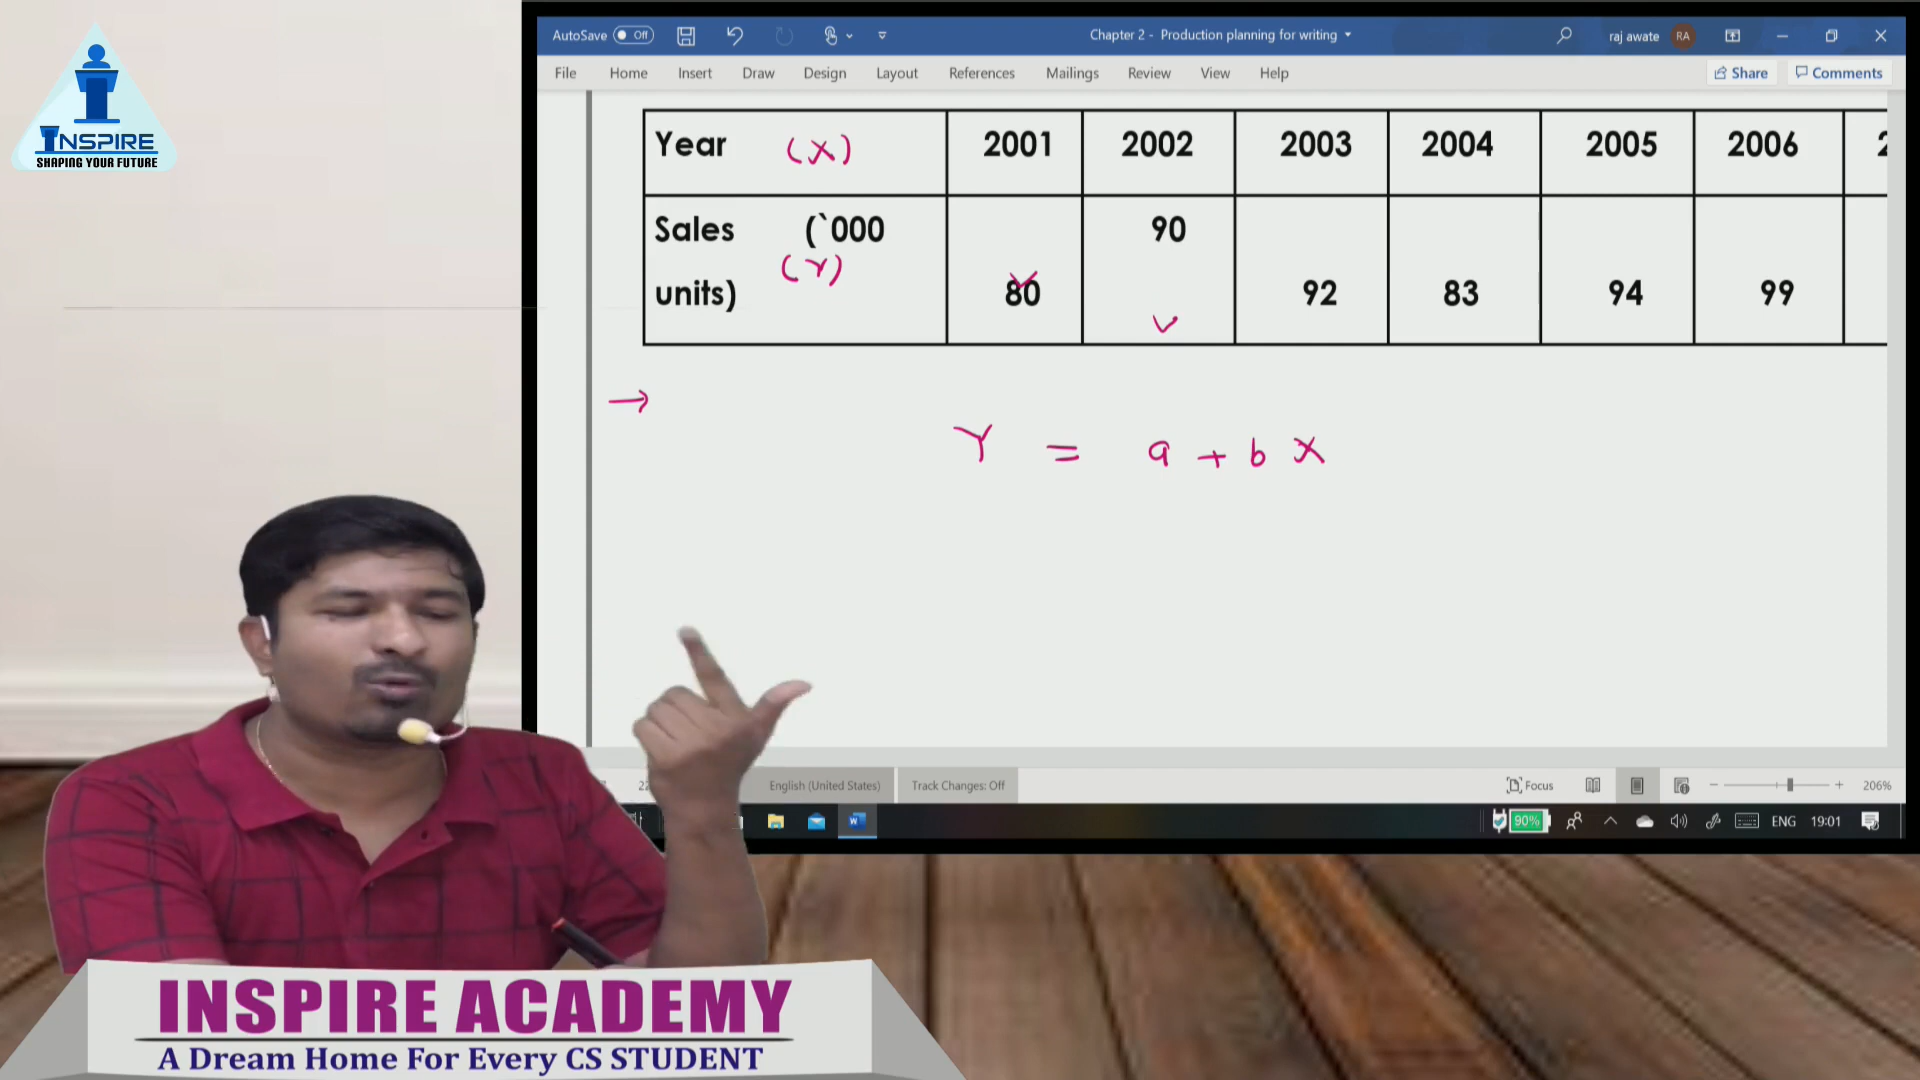 INSPIRE
SHAPING YOUR FUTURE
AutoSave Off
Chapter 2 - Production planning for writing
raj awate RA
File Home Insert Draw Design Layout References Mailings Review View Help
Share Comments
Year (X) 2001 2002 2003 2004 2005 2006 2
Sales (`000 90
(Y)
units) 80 92 83 94 99
→
Y = a + b X
English (United States) Track Changes: Off
Focus 206%
90% ENG 19:01
INSPIRE ACADEMY
A Dream Home For Every CS STUDENT